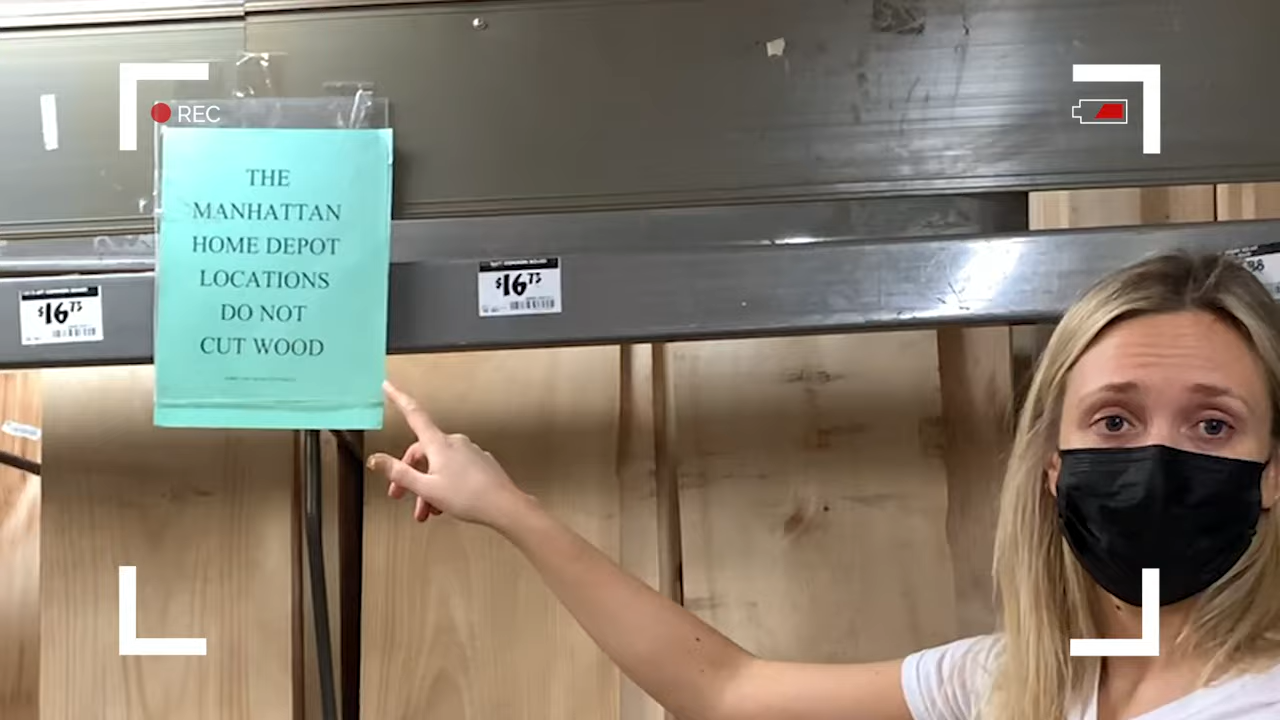 REC
THE
MANHATTAN
HOME DEPOT
LOCATIONS
DO NOT
CUT WOOD
$16.73
$16.73